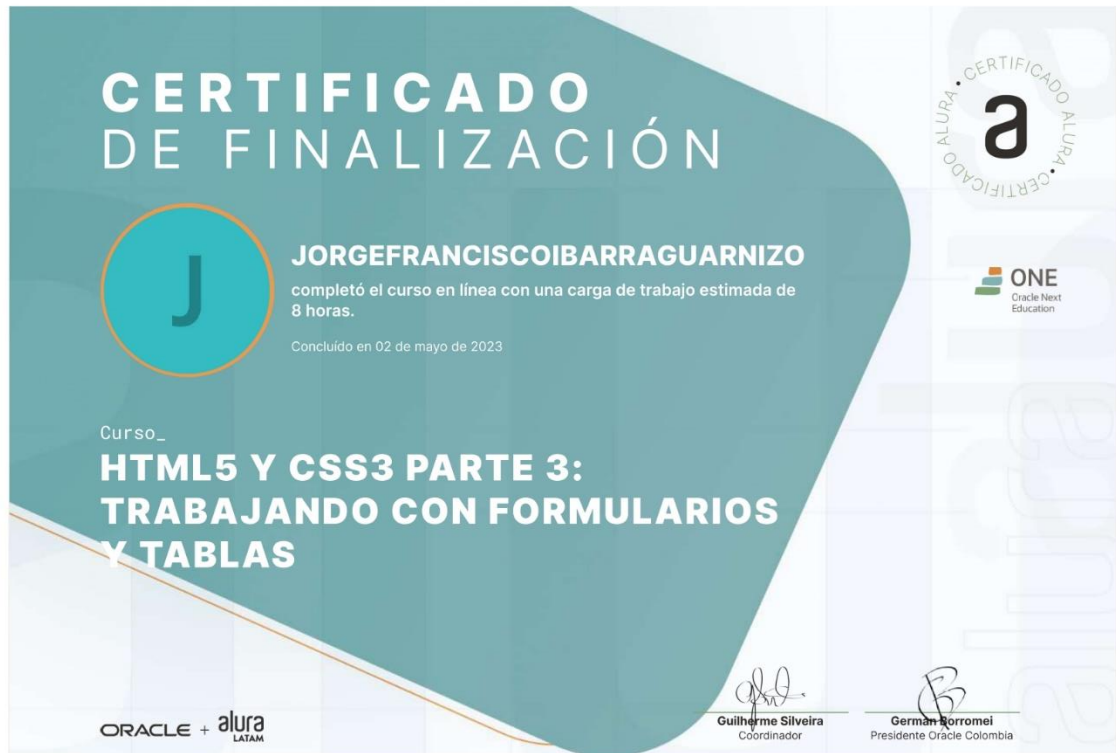 CERTIFICADO
DE FINALIZACIÓN
CERTIFICADO ALURA • CERTIFICADO ALURA •
a
J
JORGEFRANCISCOIBARRAGUARNIZO
completó el curso en línea con una carga de trabajo estimada de
8 horas.
Concluído en 02 de mayo de 2023
ONE
Oracle Next
Education
Curso_
HTML5 Y CSS3 PARTE 3:
TRABAJANDO CON FORMULARIOS
Y TABLAS
ORACLE + alura
LATAM
Guilherme Silveira
Coordinador
German Borromei
Presidente Oracle Colombia
alura